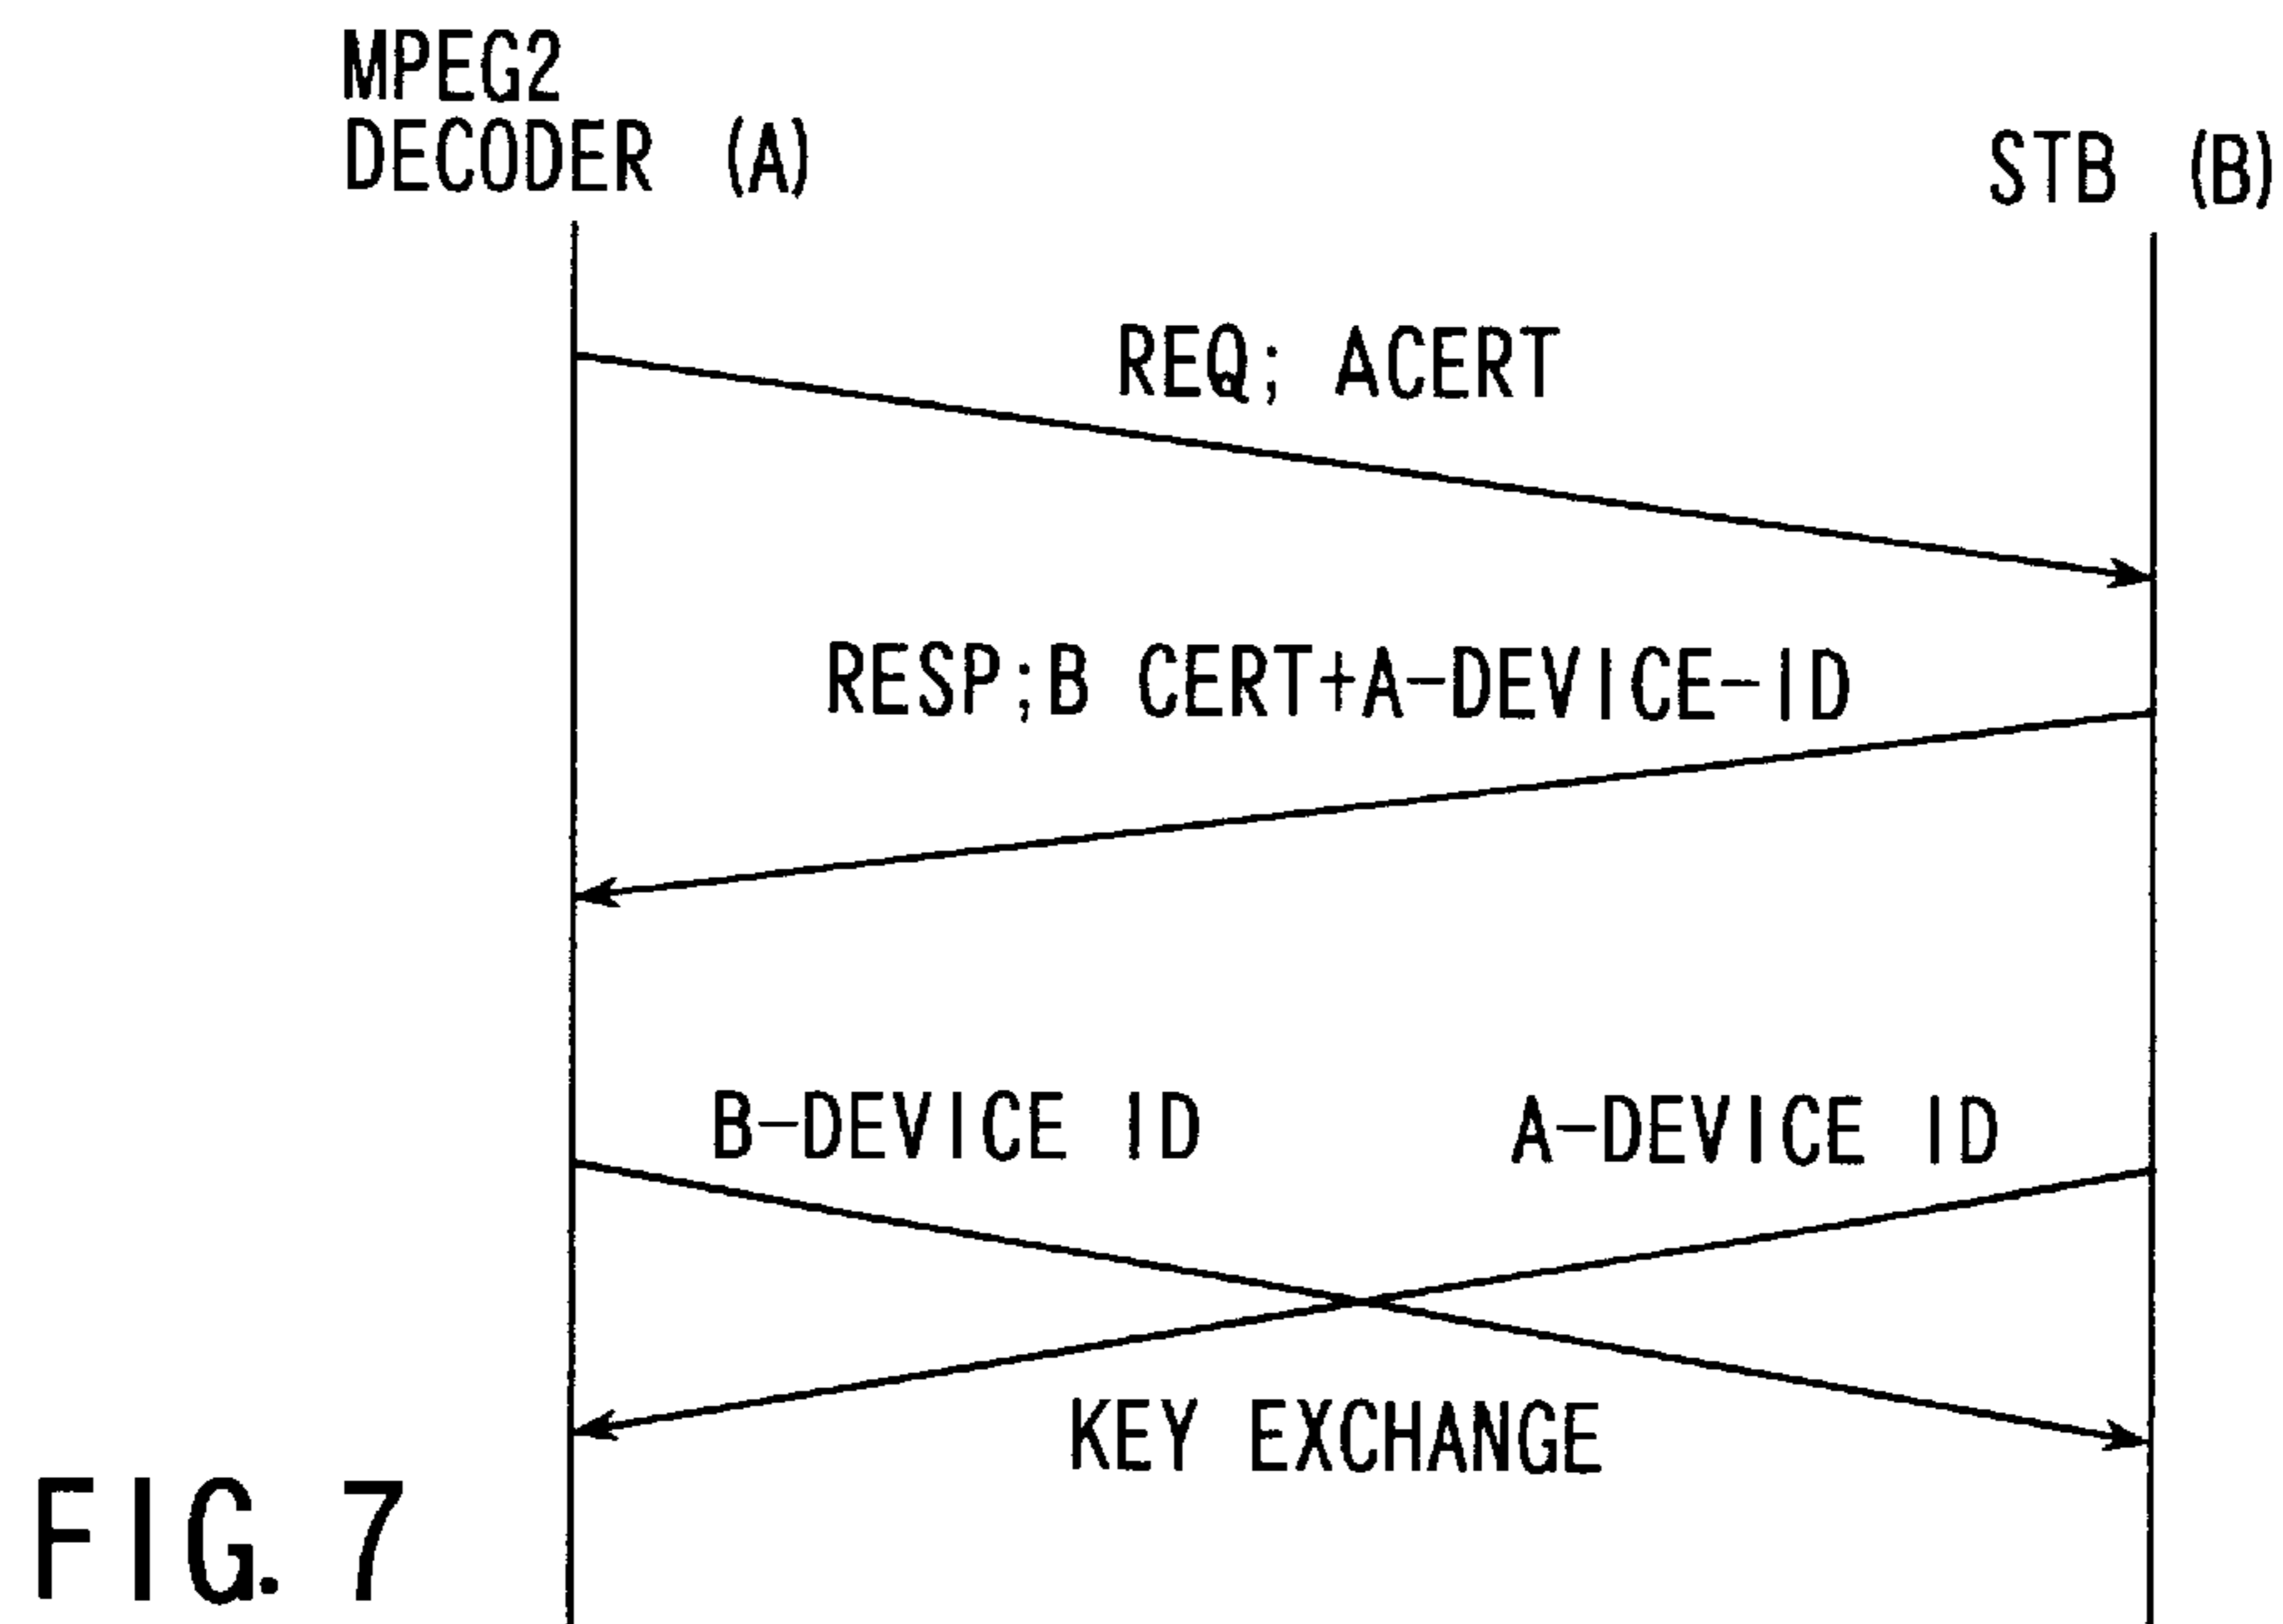 MPEG2
DECODER (A)
STB (B)
REQ; ACERT
RESP;B CERT+A-DEVICE-ID
B-DEVICE ID
A-DEVICE ID
KEY EXCHANGE
FIG. 7